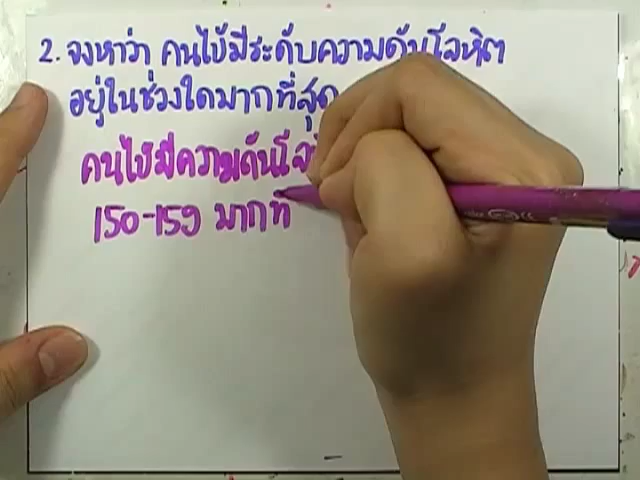 2. จงหาว่า คนไข้มีระดับความดันโลหิต
อยู่ในช่วงใดมากที่สุด
คนไข้มีความดันโล
150-159 มากที